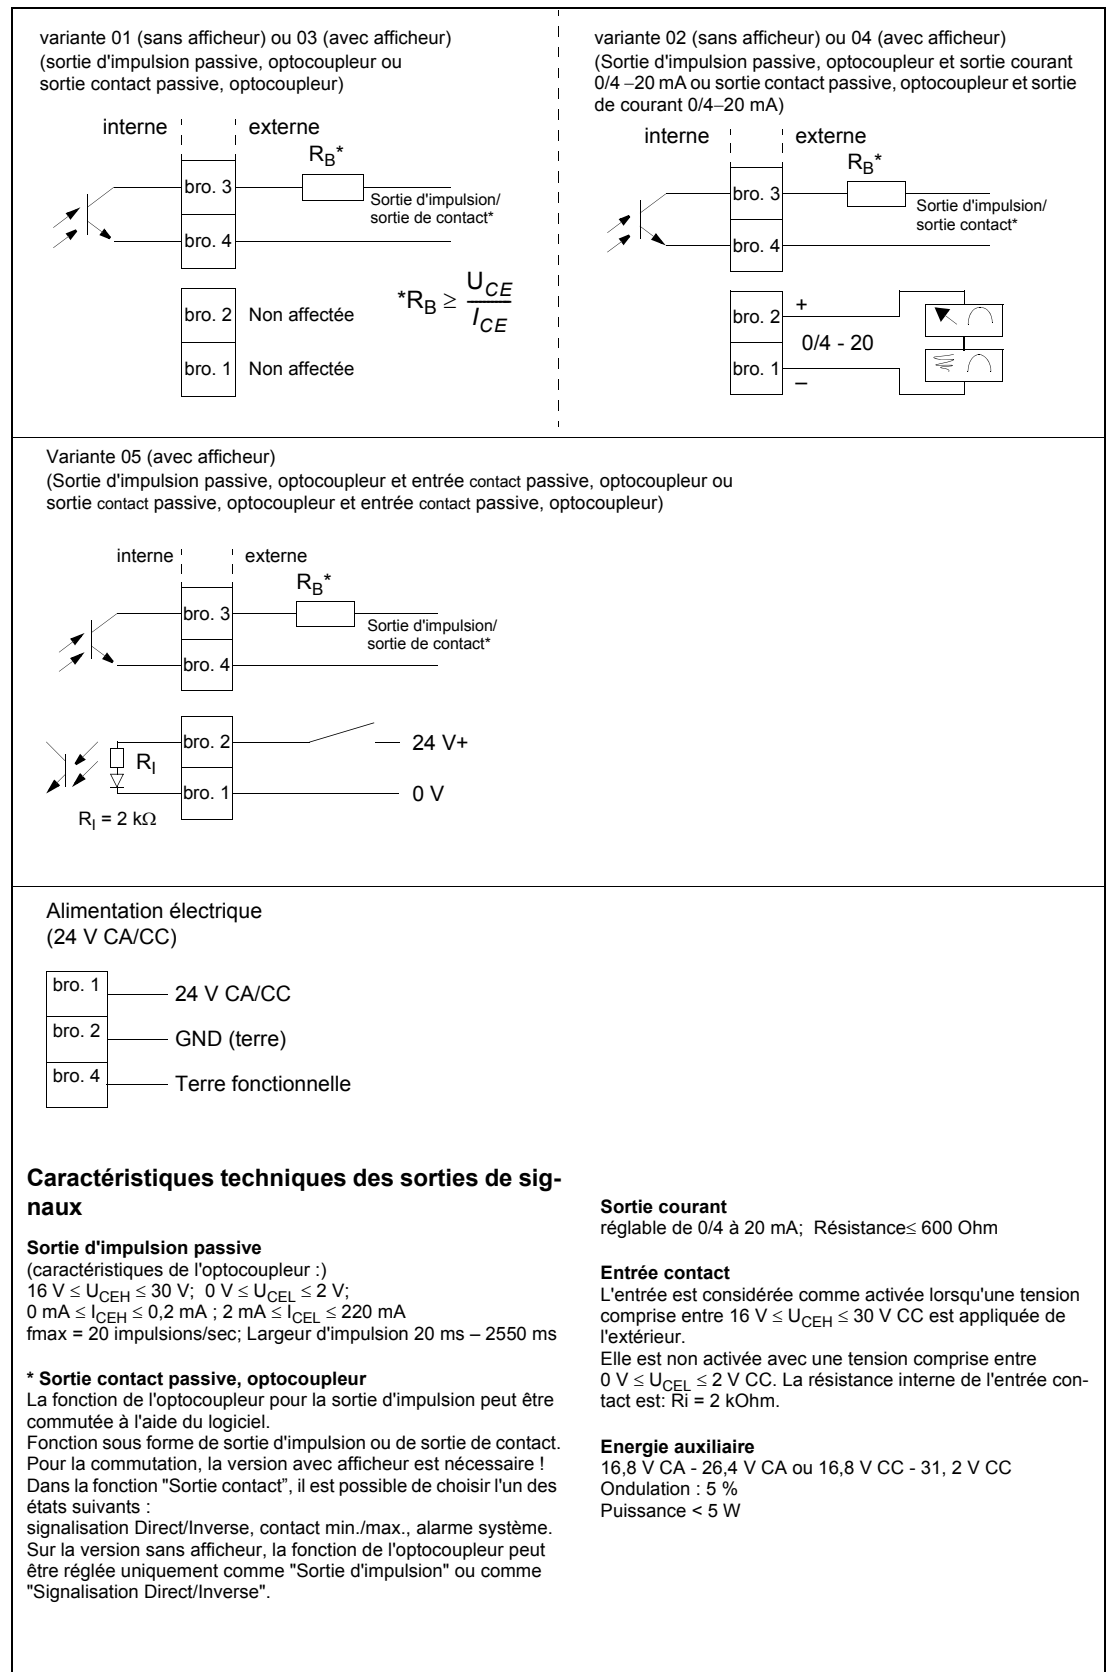 variante 01 (sans afficheur) ou 03 (avec afficheur)
(sortie d'impulsion passive, optocoupleur ou
sortie contact passive, optocoupleur)
interne
externe
R_B*
bro. 3
Sortie d'impulsion/
sortie de contact*
bro. 4
bro. 2 Non affectée
bro. 1 Non affectée
*R_B ≥ U_CE / I_CE
variante 02 (sans afficheur) ou 04 (avec afficheur)
(Sortie d'impulsion passive, optocoupleur et sortie courant
0/4 –20 mA ou sortie contact passive, optocoupleur et sortie
de courant 0/4–20 mA)
interne
externe
R_B*
bro. 3
Sortie d'impulsion/
sortie contact*
bro. 4
bro. 2 +
0/4 - 20
bro. 1 –
Variante 05 (avec afficheur)
(Sortie d'impulsion passive, optocoupleur et entrée contact passive, optocoupleur ou
sortie contact passive, optocoupleur et entrée contact passive, optocoupleur)
interne
externe
R_B*
bro. 3
Sortie d'impulsion/
sortie de contact*
bro. 4
bro. 2 24 V+
R_I
bro. 1 0 V
R_I = 2 kΩ
Alimentation électrique
(24 V CA/CC)
bro. 1 24 V CA/CC
bro. 2 GND (terre)
bro. 4 Terre fonctionnelle
Caractéristiques techniques des sorties de sig-
naux
Sortie d'impulsion passive
(caractéristiques de l'optocoupleur :)
16 V ≤ U_CEH ≤ 30 V; 0 V ≤ U_CEL ≤ 2 V;
0 mA ≤ I_CEH ≤ 0,2 mA ; 2 mA ≤ I_CEL ≤ 220 mA
fmax = 20 impulsions/sec; Largeur d'impulsion 20 ms – 2550 ms
* Sortie contact passive, optocoupleur
La fonction de l'optocoupleur pour la sortie d'impulsion peut être
commutée à l'aide du logiciel.
Fonction sous forme de sortie d'impulsion ou de sortie de contact.
Pour la commutation, la version avec afficheur est nécessaire !
Dans la fonction "Sortie contact”, il est possible de choisir l'un des
états suivants :
signalisation Direct/Inverse, contact min./max., alarme système.
Sur la version sans afficheur, la fonction de l'optocoupleur peut
être réglée uniquement comme "Sortie d'impulsion" ou comme
"Signalisation Direct/Inverse".
Sortie courant
réglable de 0/4 à 20 mA; Résistance≤ 600 Ohm
Entrée contact
L'entrée est considérée comme activée lorsqu'une tension
comprise entre 16 V ≤ U_CEH ≤ 30 V CC est appliquée de
l'extérieur.
Elle est non activée avec une tension comprise entre
0 V ≤ U_CEL ≤ 2 V CC. La résistance interne de l'entrée con-
tact est: Ri = 2 kOhm.
Energie auxiliaire
16,8 V CA - 26,4 V CA ou 16,8 V CC - 31, 2 V CC
Ondulation : 5 %
Puissance < 5 W